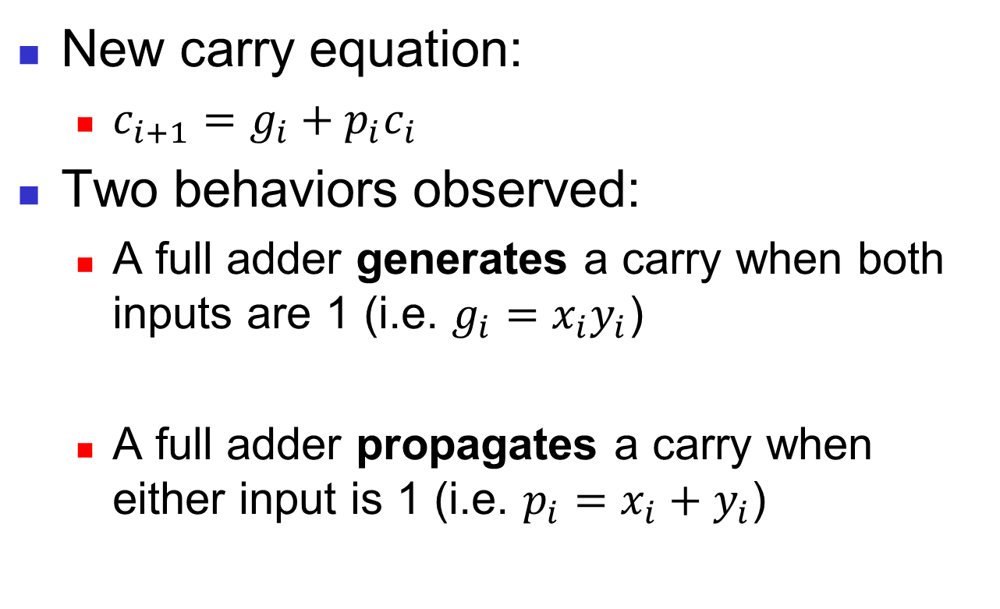 New carry equation:
c_{i+1} = g_i + p_i c_i
Two behaviors observed:
A full adder generates a carry when both
inputs are 1 (i.e. g_i = x_i y_i)
A full adder propagates a carry when
either input is 1 (i.e. p_i = x_i + y_i)